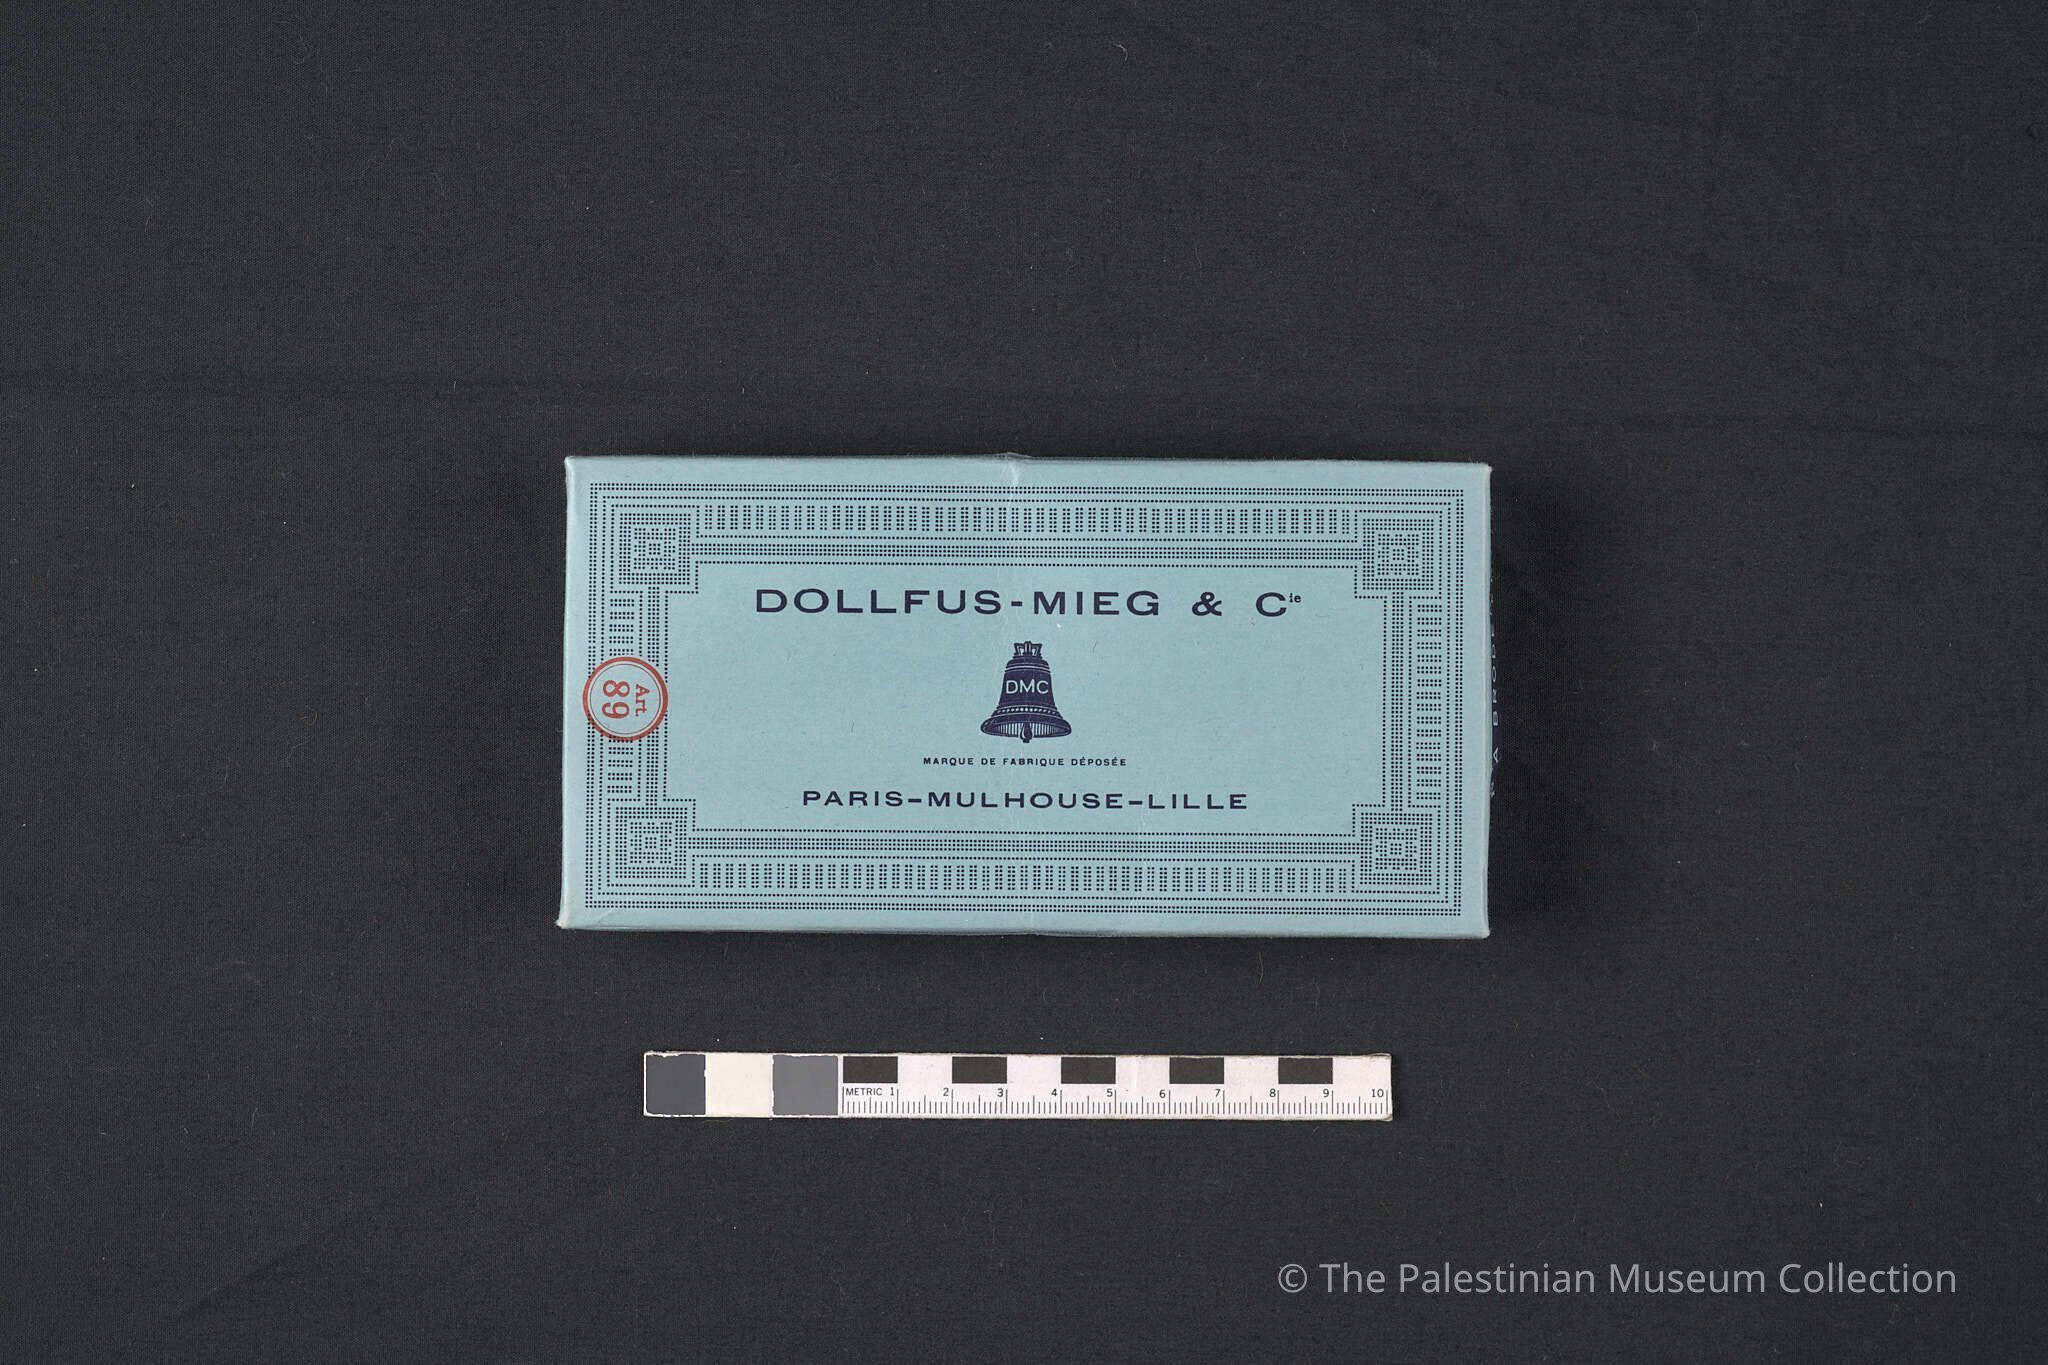 DOLLFUS-MIEG & Cie
DMC
MARQUE DE FABRIQUE DÉPOSÉE
PARIS-MULHOUSE-LILLE
Art.
89
METRIC 1 2 3 4 5 6 7 8 9 10
© The Palestinian Museum Collection